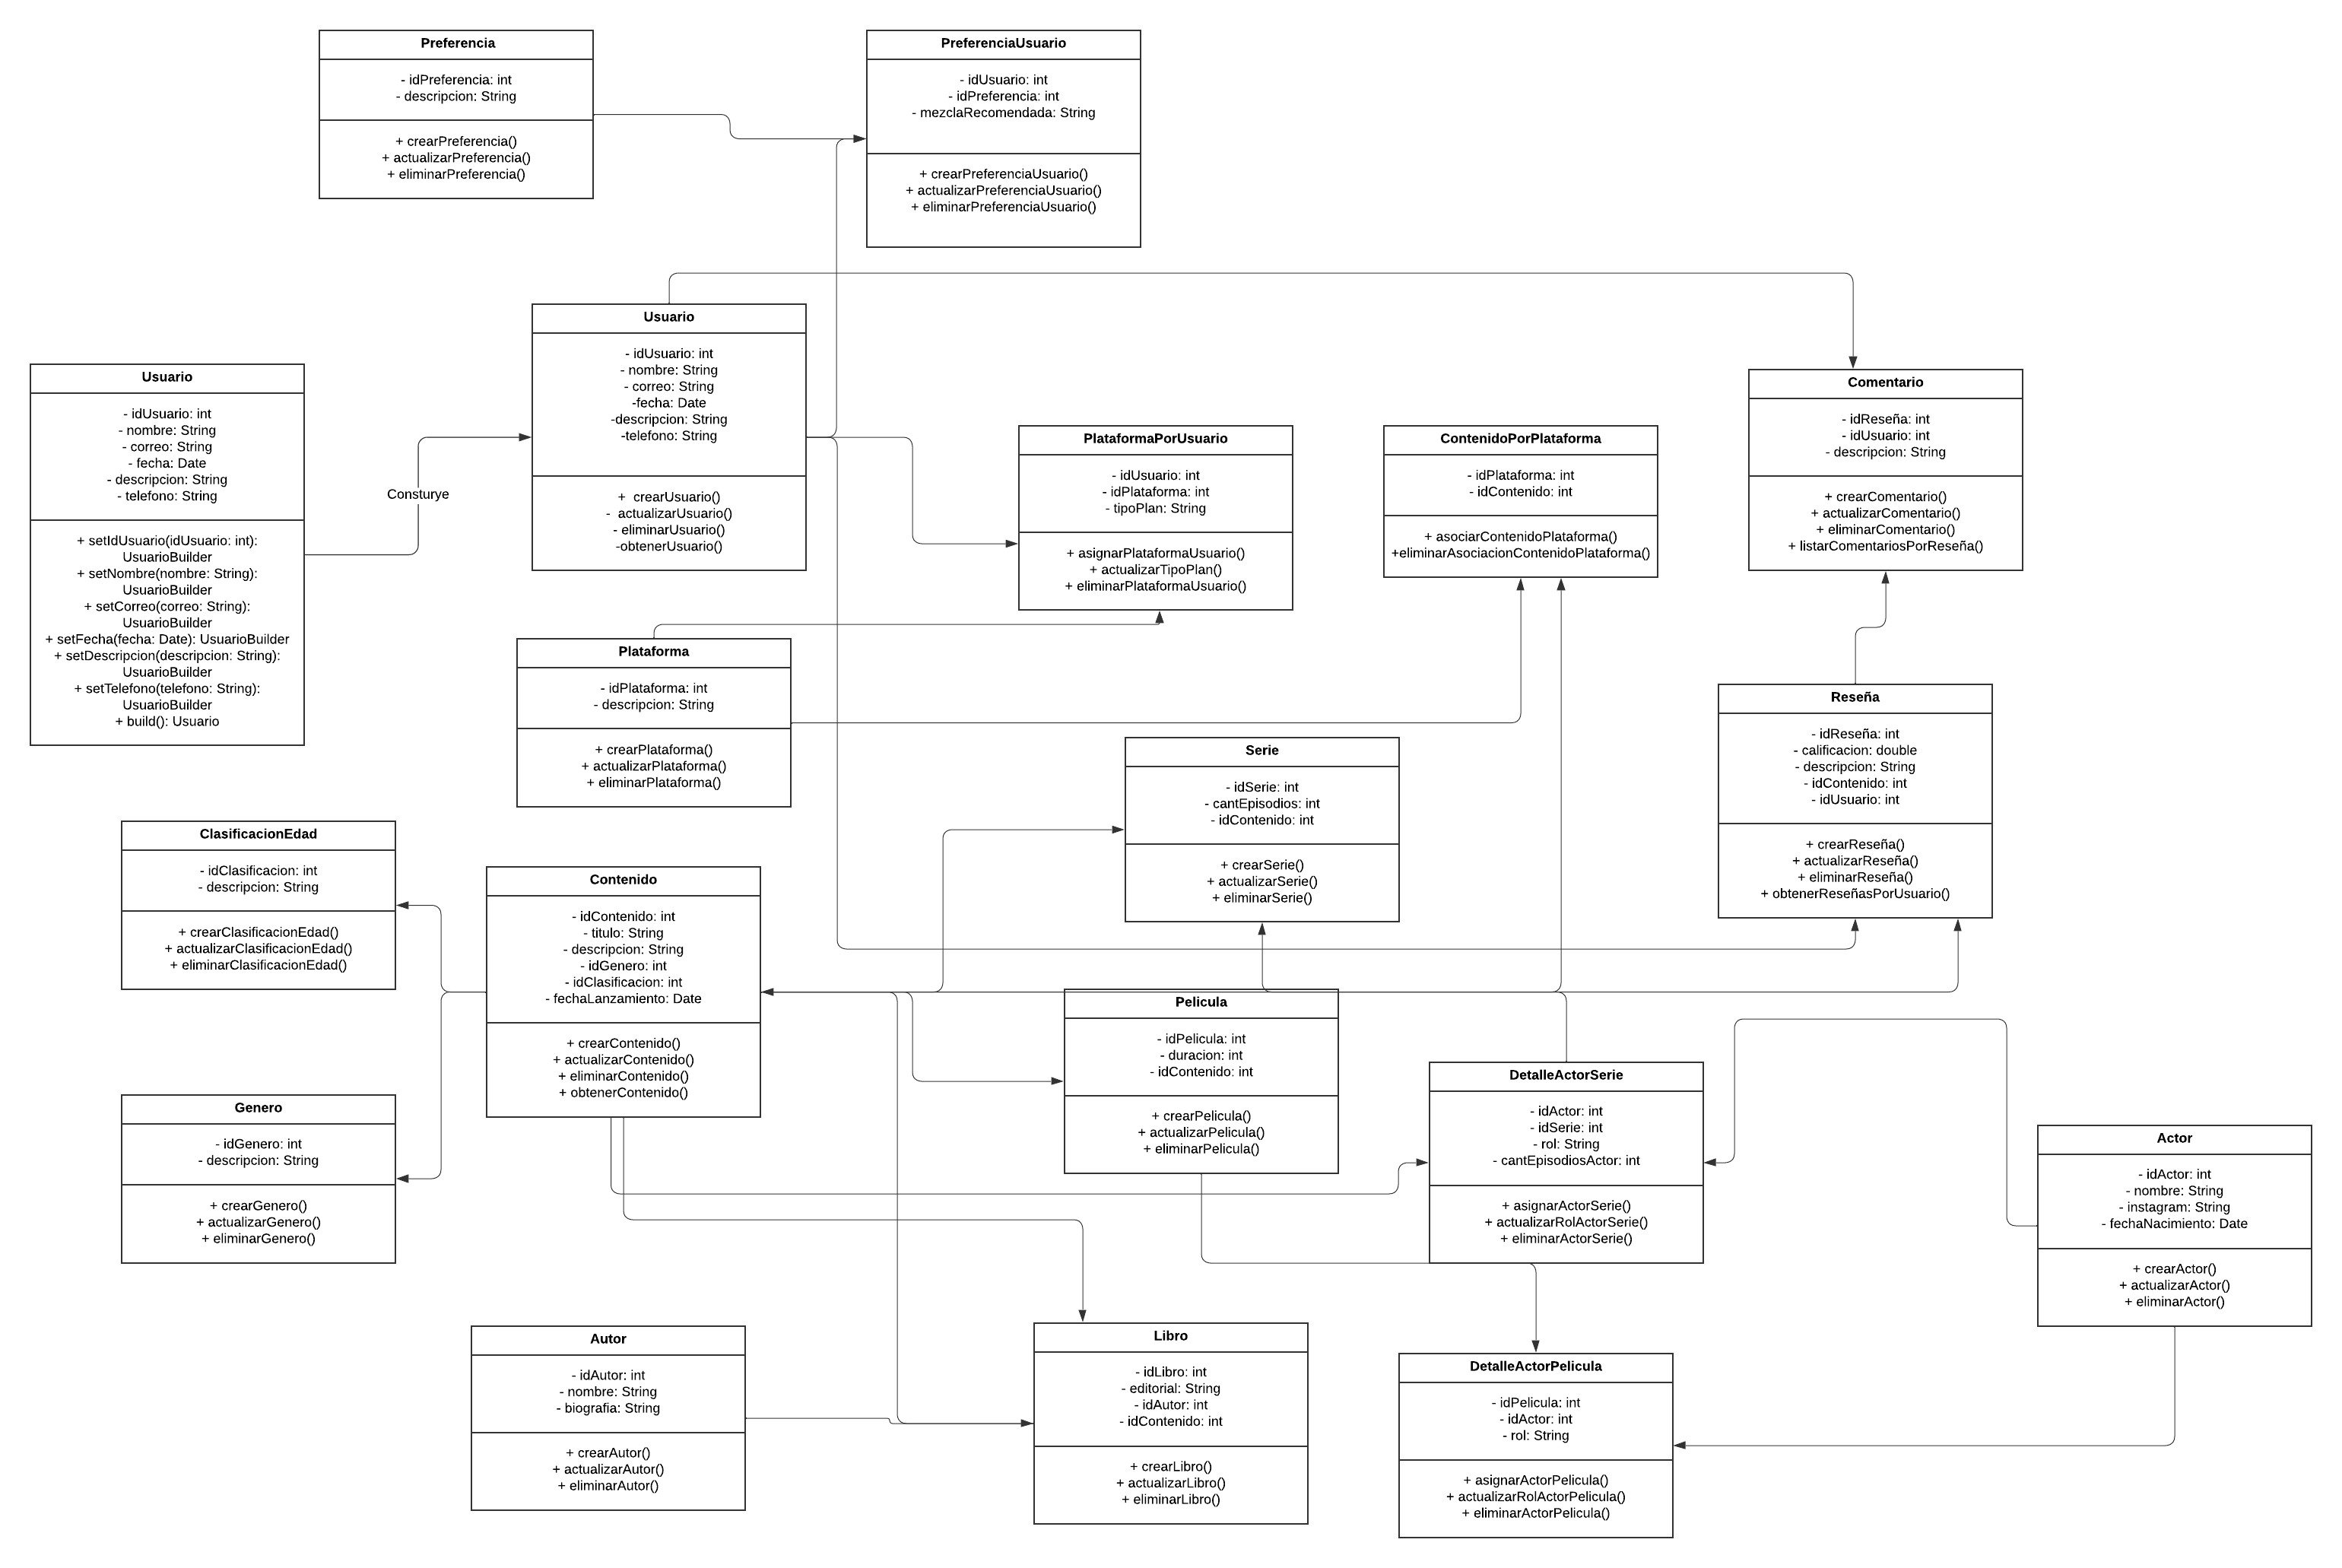 Preferencia
- idPreferencia: int
- descripcion: String
+ crearPreferencia()
+ actualizarPreferencia()
+ eliminarPreferencia()
PreferenciaUsuario
- idUsuario: int
- idPreferencia: int
- mezclaRecomendada: String
+ crearPreferenciaUsuario()
+ actualizarPreferenciaUsuario()
+ eliminarPreferenciaUsuario()
Usuario
- idUsuario: int
- nombre: String
- correo: String
- fecha: Date
- descripcion: String
- telefono: String
+ setIdUsuario(idUsuario: int):
UsuarioBuilder
+ setNombre(nombre: String):
UsuarioBuilder
+ setCorreo(correo: String):
UsuarioBuilder
+ setFecha(fecha: Date): UsuarioBuilder
+ setDescripcion(descripcion: String):
UsuarioBuilder
+ setTelefono(telefono: String):
UsuarioBuilder
+ build(): Usuario
Consturye
Usuario
- idUsuario: int
- nombre: String
- correo: String
-fecha: Date
-descripcion: String
-telefono: String
+  crearUsuario()
-  actualizarUsuario()
- eliminarUsuario()
-obtenerUsuario()
PlataformaPorUsuario
- idUsuario: int
- idPlataforma: int
- tipoPlan: String
+ asignarPlataformaUsuario()
+ actualizarTipoPlan()
+ eliminarPlataformaUsuario()
ContenidoPorPlataforma
- idPlataforma: int
- idContenido: int
+ asociarContenidoPlataforma()
+eliminarAsociacionContenidoPlataforma()
Comentario
- idReseña: int
- idUsuario: int
- descripcion: String
+ crearComentario()
+ actualizarComentario()
+ eliminarComentario()
+ listarComentariosPorReseña()
Plataforma
- idPlataforma: int
- descripcion: String
+ crearPlataforma()
+ actualizarPlataforma()
+ eliminarPlataforma()
Serie
- idSerie: int
- cantEpisodios: int
- idContenido: int
+ crearSerie()
+ actualizarSerie()
+ eliminarSerie()
Reseña
- idReseña: int
- calificacion: double
- descripcion: String
- idContenido: int
- idUsuario: int
+ crearReseña()
+ actualizarReseña()
+ eliminarReseña()
+ obtenerReseñasPorUsuario()
ClasificacionEdad
- idClasificacion: int
- descripcion: String
+ crearClasificacionEdad()
+ actualizarClasificacionEdad()
+ eliminarClasificacionEdad()
Contenido
- idContenido: int
- titulo: String
- descripcion: String
- idGenero: int
- idClasificacion: int
- fechaLanzamiento: Date
+ crearContenido()
+ actualizarContenido()
+ eliminarContenido()
+ obtenerContenido()
Pelicula
- idPelicula: int
- duracion: int
- idContenido: int
+ crearPelicula()
+ actualizarPelicula()
+ eliminarPelicula()
DetalleActorSerie
- idActor: int
- idSerie: int
- rol: String
- cantEpisodiosActor: int
+ asignarActorSerie()
+ actualizarRolActorSerie()
+ eliminarActorSerie()
Genero
- idGenero: int
- descripcion: String
+ crearGenero()
+ actualizarGenero()
+ eliminarGenero()
Actor
- idActor: int
- nombre: String
- instagram: String
- fechaNacimiento: Date
+ crearActor()
+ actualizarActor()
+ eliminarActor()
Autor
- idAutor: int
- nombre: String
- biografia: String
+ crearAutor()
+ actualizarAutor()
+ eliminarAutor()
Libro
- idLibro: int
- editorial: String
- idAutor: int
- idContenido: int
+ crearLibro()
+ actualizarLibro()
+ eliminarLibro()
DetalleActorPelicula
- idPelicula: int
- idActor: int
- rol: String
+ asignarActorPelicula()
+ actualizarRolActorPelicula()
+ eliminarActorPelicula()